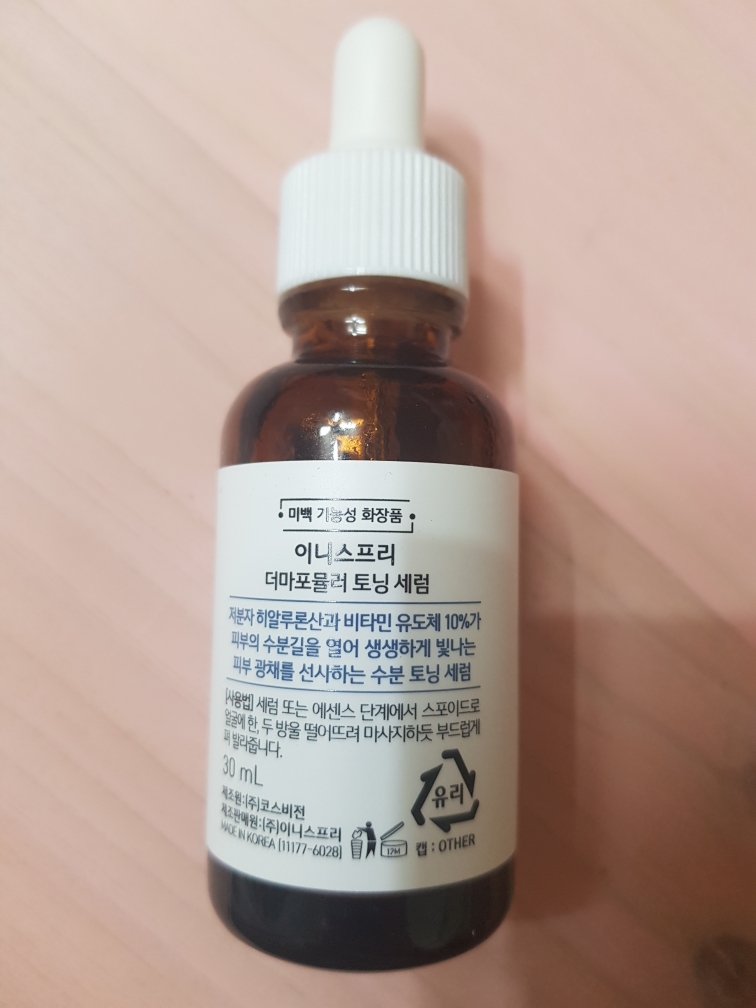 미백 기능성 화장품
이니스프리
더마포뮬러 토닝 세럼
저분자 히알루론산과 비타민 유도체 10%가
피부의 수분길을 열어 생생하게 빛나는
피부 광채를 선사하는 수분 토닝 세럼
[사용법] 세럼 또는 에센스 단계에서 스포이드로
얼굴에 한, 두 방울 떨어뜨려 마사지하듯 부드럽게
펴 발라줍니다.
30 mL
제조원:(주)코스비전
제조판매원:(주)이니스프리
MADE IN KOREA (11177-6028)
12M
유리
캡 : OTHER